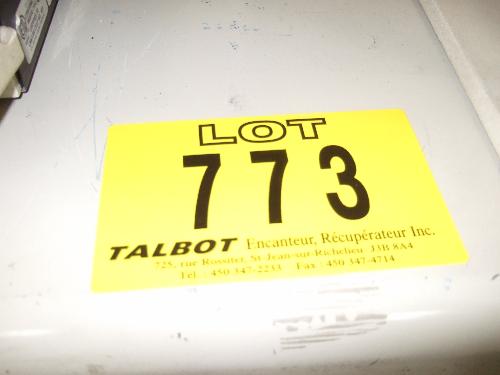 LOT
773
TALBOT Encanteur, Récupérateur Inc.
725, rue Rossiter, St-Jean-sur-Richelieu J3B 8A4
Tél.: 450 347-2233 Fax: 450 347-4714